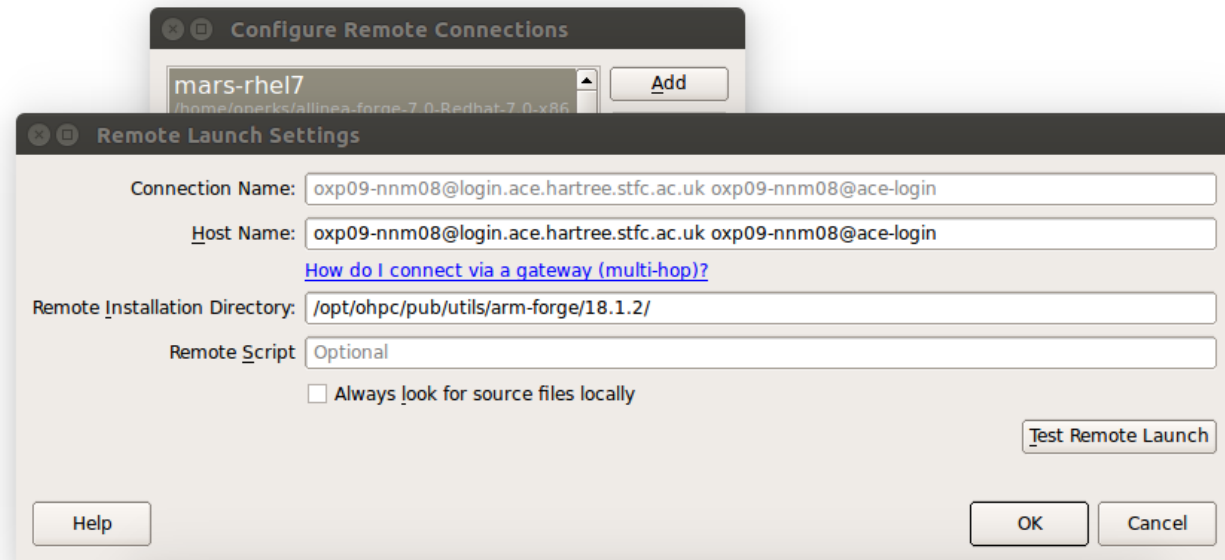 Configure Remote Connections
mars-rhel7
Add
/home/operks/allinea-forge-7.0-Redhat-7.0-x86
Remote Launch Settings
Connection Name: oxp09-nnm08@login.ace.hartree.stfc.ac.uk oxp09-nnm08@ace-login
Host Name: oxp09-nnm08@login.ace.hartree.stfc.ac.uk oxp09-nnm08@ace-login
How do I connect via a gateway (multi-hop)?
Remote Installation Directory: /opt/ohpc/pub/utils/arm-forge/18.1.2/
Remote Script Optional
Always look for source files locally
Test Remote Launch
Help
OK
Cancel